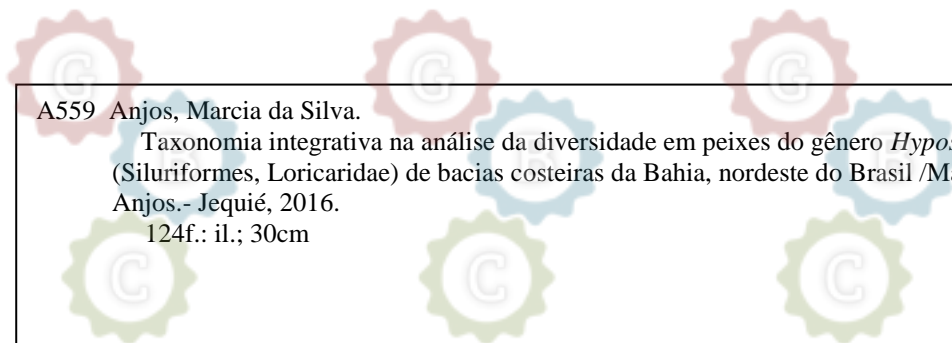 A559 Anjos, Marcia da Silva.
Taxonomia integrativa na análise da diversidade em peixes do gênero
(Siluriformes, Loricaridae) de bacias costeiras da Bahia, nordeste do Brasil
Anjos.- Jequié, 2016.
124f.: il.; 30cm
G
G
G
B
B
C
C
C